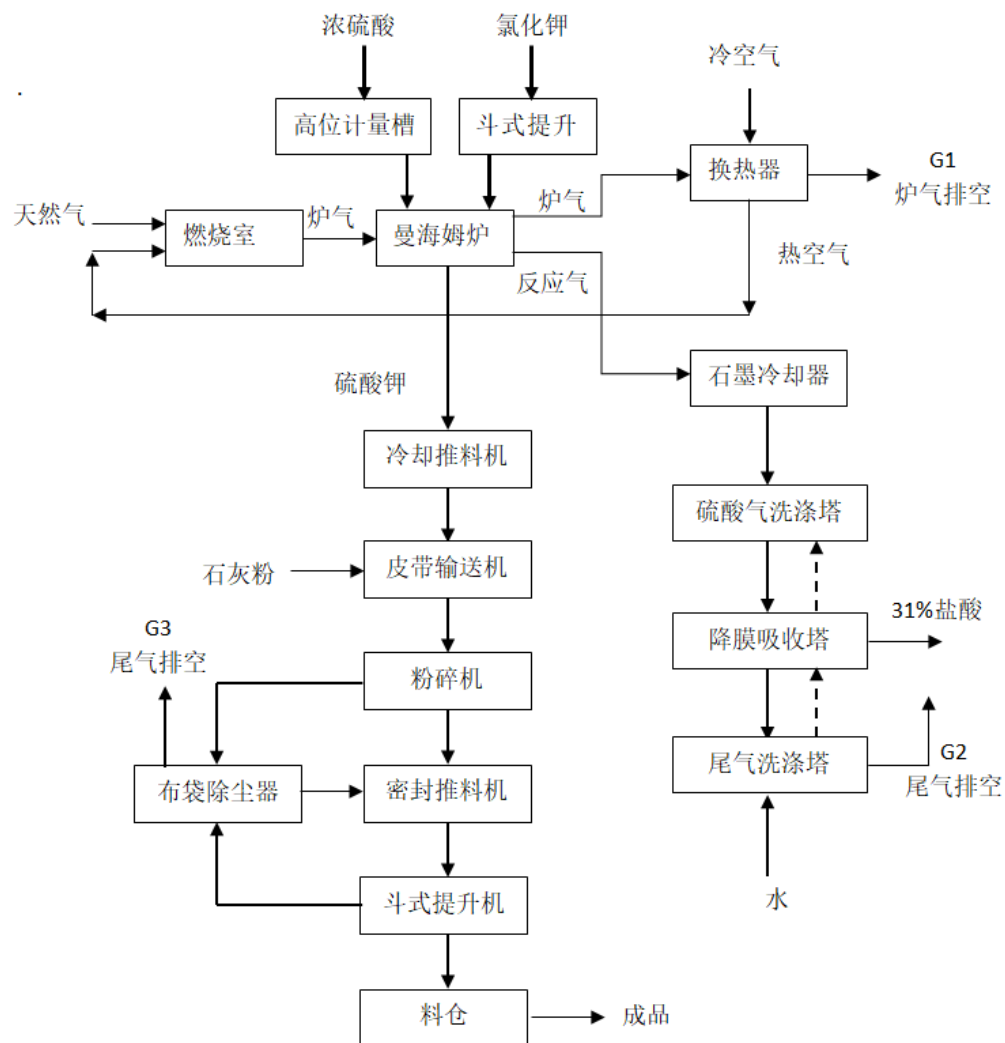 浓硫酸
氯化钾
冷空气
高位计量槽
斗式提升
换热器
G1
炉气排空
天然气
燃烧室
炉气
曼海姆炉
炉气
反应气
热空气
硫酸钾
石墨冷却器
冷却推料机
硫酸气洗涤塔
石灰粉
皮带输送机
降膜吸收塔
31%盐酸
G3
尾气排空
粉碎机
尾气洗涤塔
G2
尾气排空
布袋除尘器
密封推料机
斗式提升机
水
料仓
成品